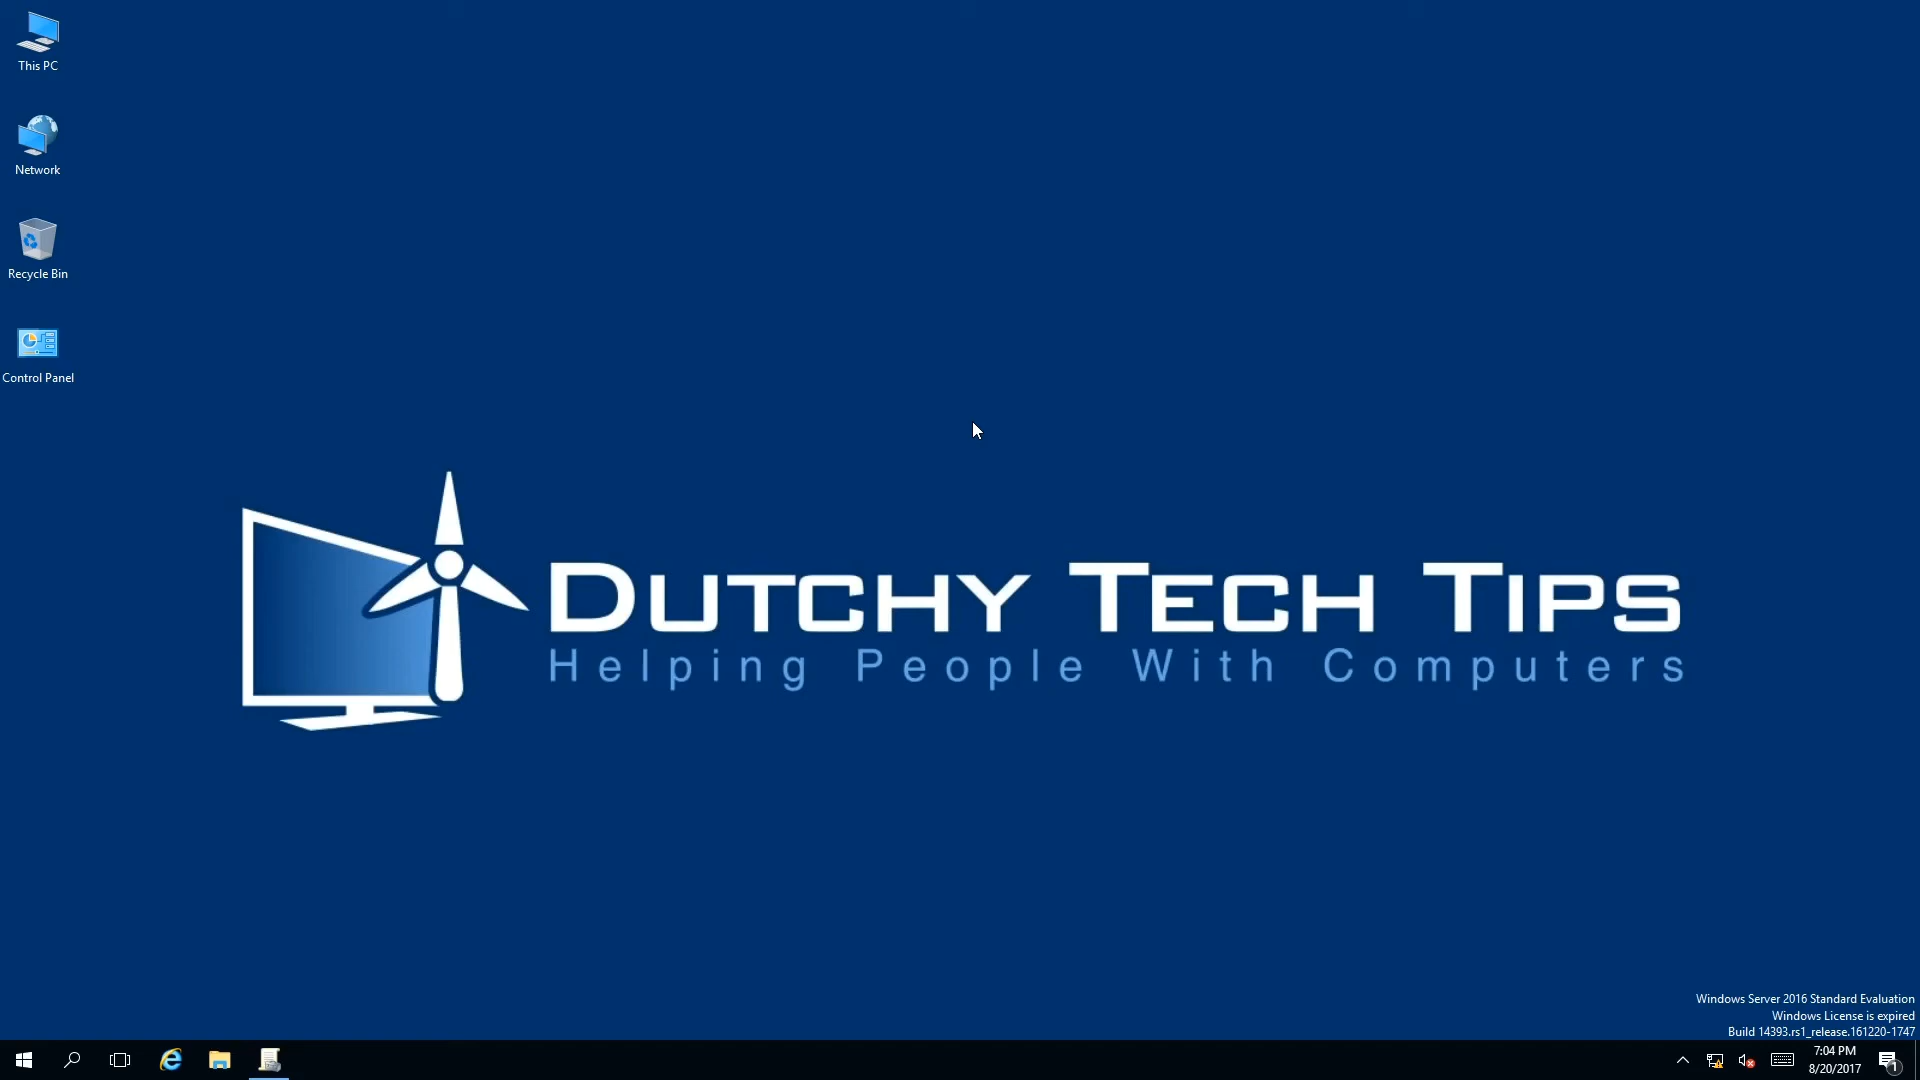 This PC
Network
Recycle Bin
Control Panel
Dutchy Tech Tips
Helping People With Computers
Windows Server 2016 Standard Evaluation
Windows License is expired
Build 14393.rs1_release.161220-1747
7:04 PM
8/20/2017
1